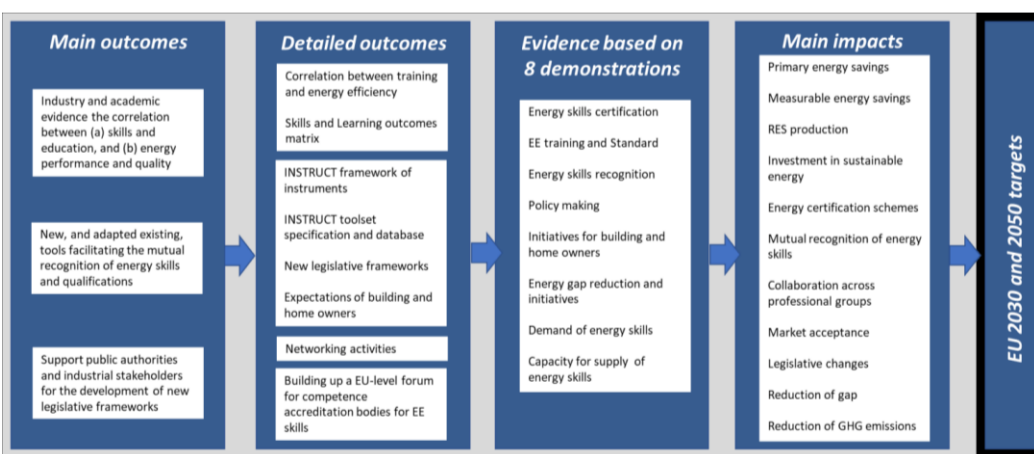 Main outcomes
Industry and academic
evidence the correlation
between (a) skills and
education, and (b) energy
performance and quality
New, and adapted existing,
tools facilitating the mutual
recognition of energy skills
and qualifications
Support public authorities
and industrial stakeholders
for the development of new
legislative frameworks
Detailed outcomes
Correlation between training
and energy efficiency
Skills and Learning outcomes
matrix
INSTRUCT framework of
instruments
INSTRUCT toolset
specification and database
New legislative frameworks
Expectations of building and
home owners
Networking activities
Building up a EU-level forum
for competence
accreditation bodies for EE
skills
Evidence based on
8 demonstrations
Energy skills certification
EE training and Standard
Energy skills recognition
Policy making
Initiatives for building and
home owners
Energy gap reduction and
initiatives
Demand of energy skills
Capacity for supply of
energy skills
Main impacts
Primary energy savings
Measurable energy savings
RES production
Investment in sustainable
energy
Energy certification schemes
Mutual recognition of energy
skills
Collaboration across
professional groups
Market acceptance
Legislative changes
Reduction of gap
Reduction of GHG emissions
EU 2030 and 2050 targets